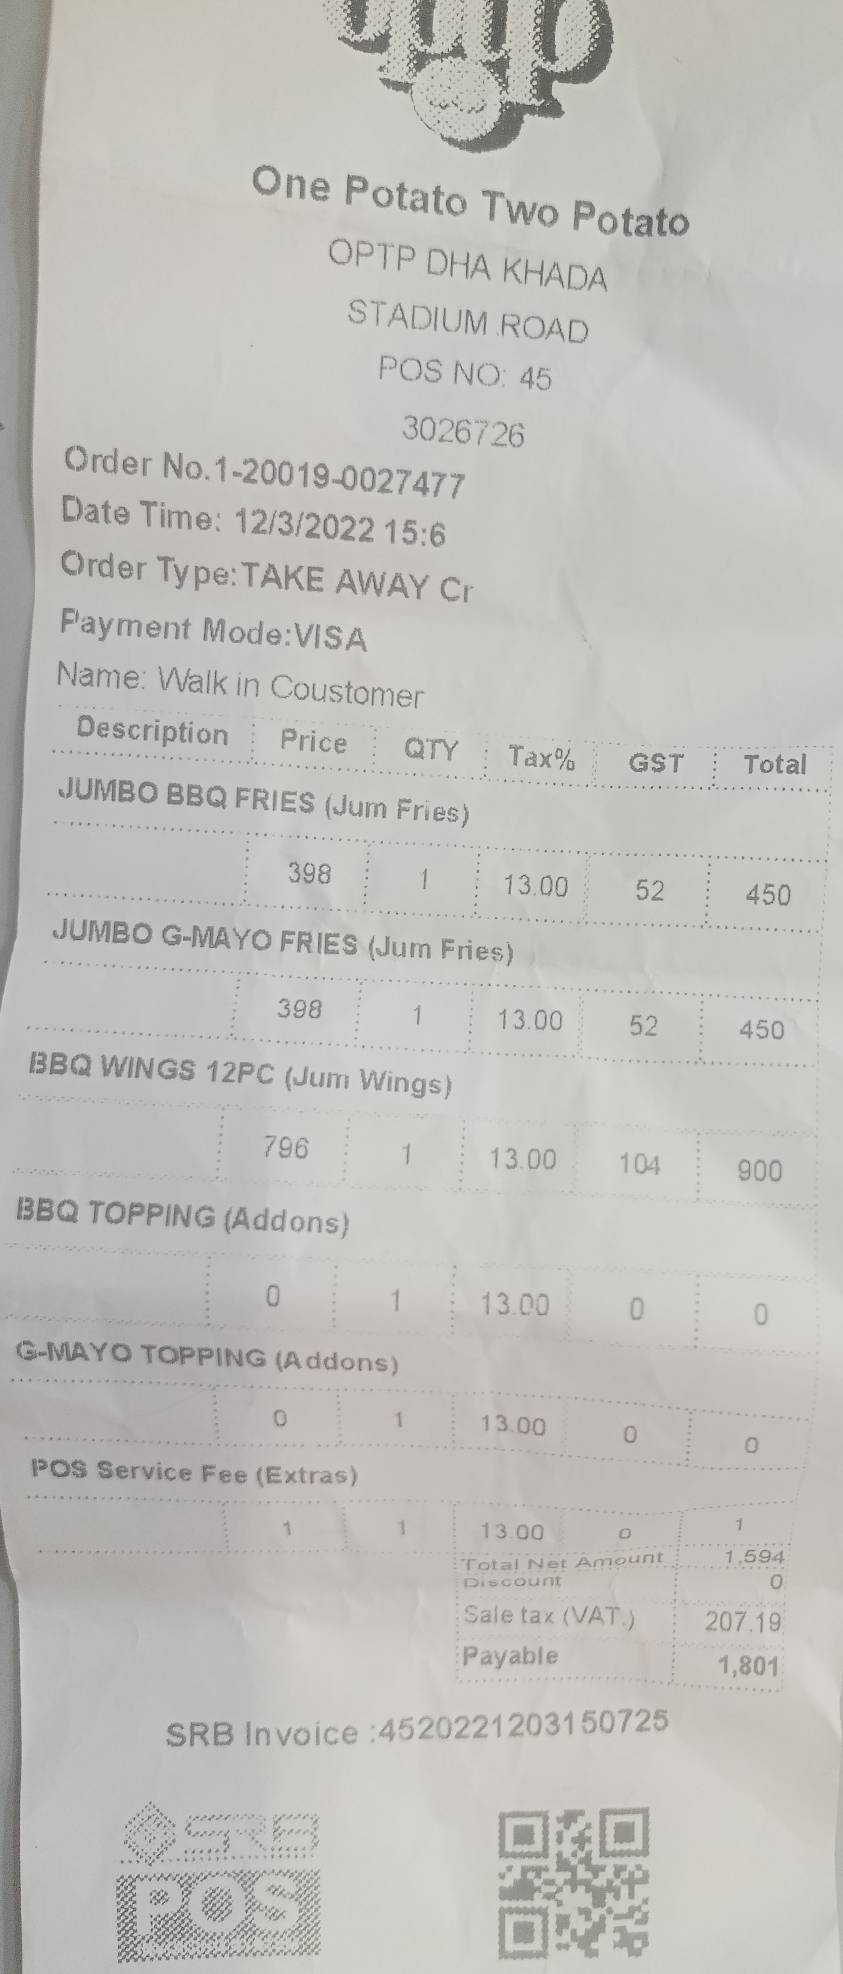 optp
One Potato Two Potato
OPTP DHA KHADA
STADIUM ROAD
POS NO: 45
3026726
Order No.1-20019-0027477
Date Time: 12/3/2022 15:6
Order Type:TAKE AWAY Cr
Payment Mode:VISA
Name: Walk in Coustomer
Description Price QTY Tax% GST Total
JUMBO BBQ FRIES (Jum Fries)
398 1 13.00 52 450
JUMBO G-MAYO FRIES (Jum Fries)
398 1 13.00 52 450
BBQ WINGS 12PC (Jum Wings)
796 1 13.00 104 900
BBQ TOPPING (Addons)
0 1 13.00 0 0
G-MAYO TOPPING (Addons)
0 1 13.00 0 0
POS Service Fee (Extras)
1 1 13.00 0 1
Total Net Amount 1,594
Discount 0
Sale tax (VAT.) 207.19
Payable 1,801
SRB Invoice :4520221203150725
SRB
POS